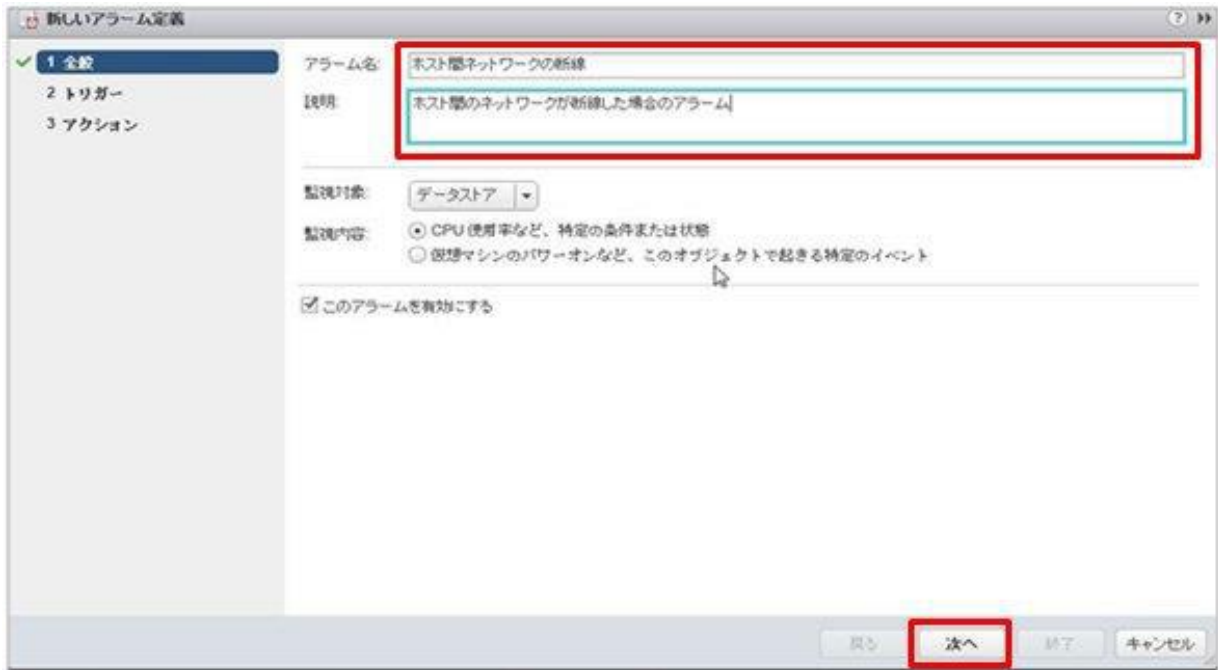 新しいアラーム定義
1 全般
2 トリガー
3 アクション
アラーム名:
ホスト間ネットワークの断線
説明:
ホスト間のネットワークが断線した場合のアラーム
監視対象:
データストア
監視内容:
CPU 使用率など、特定の条件または状態
仮想マシンのパワーオンなど、このオブジェクトで起きる特定のイベント
このアラームを有効にする
戻る 次へ 終了 キャンセル